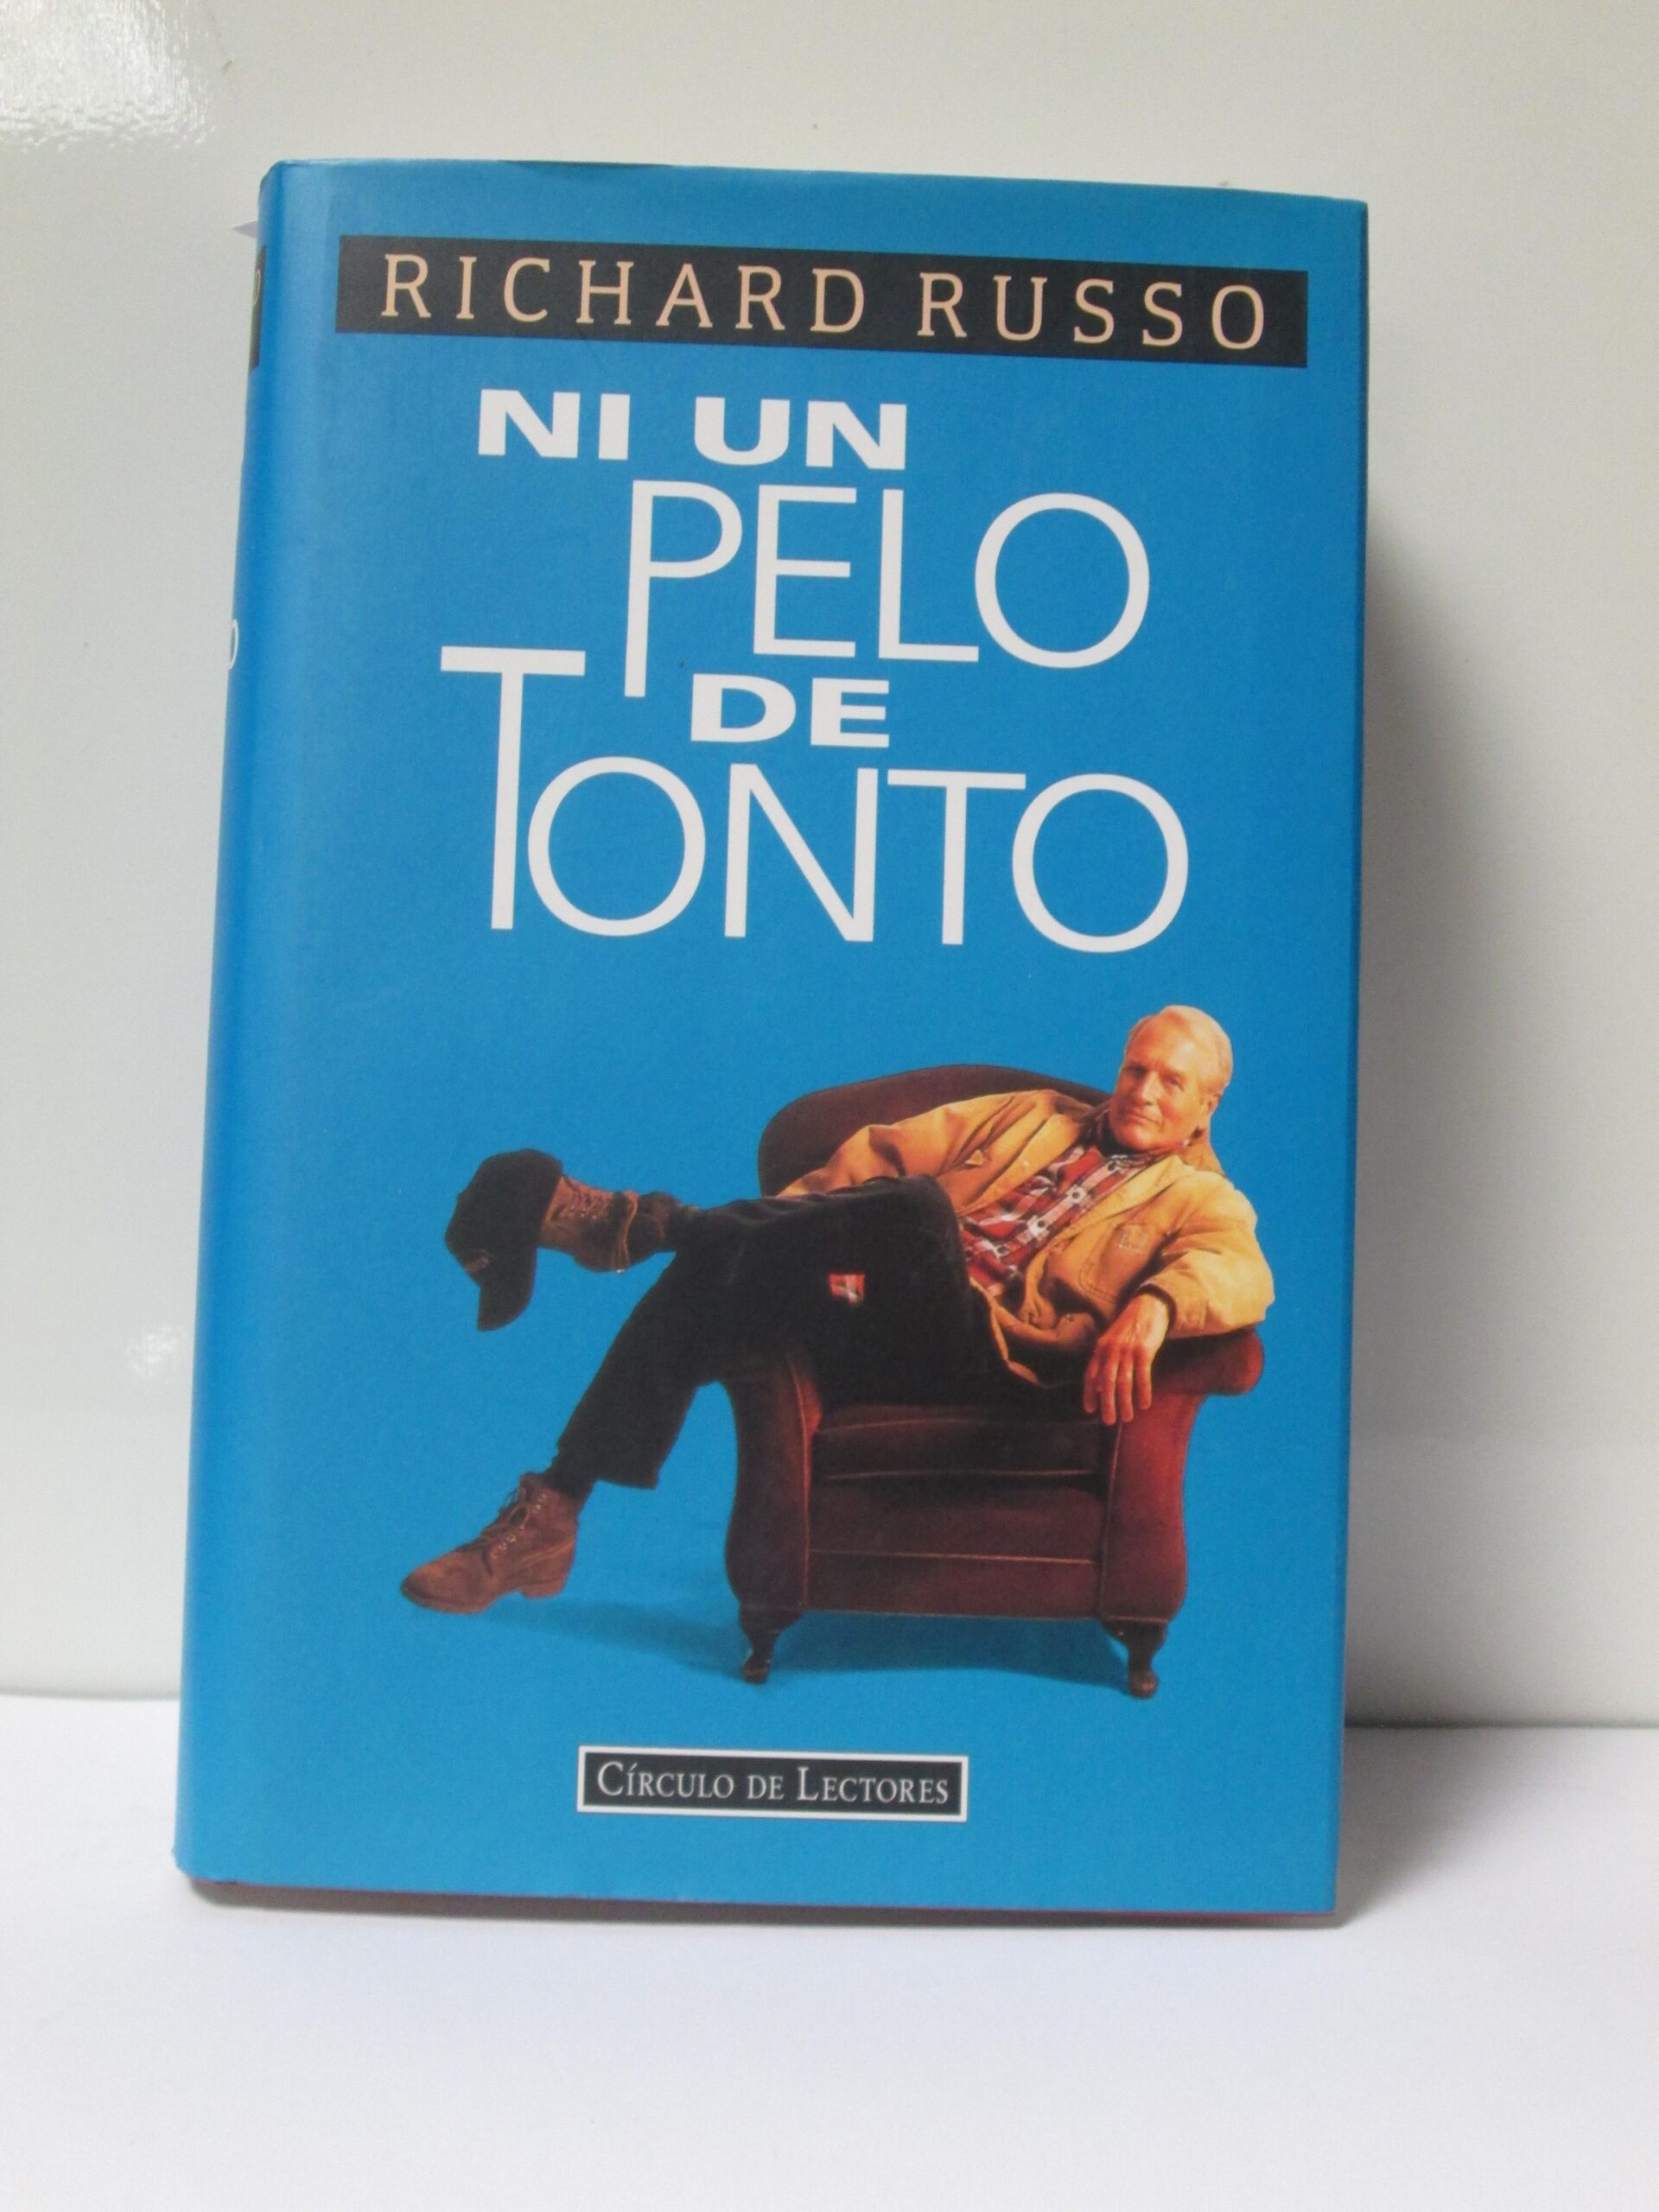 RICHARD RUSSO
NI UN
PELO
DE
TONTO
CÍRCULO DE LECTORES